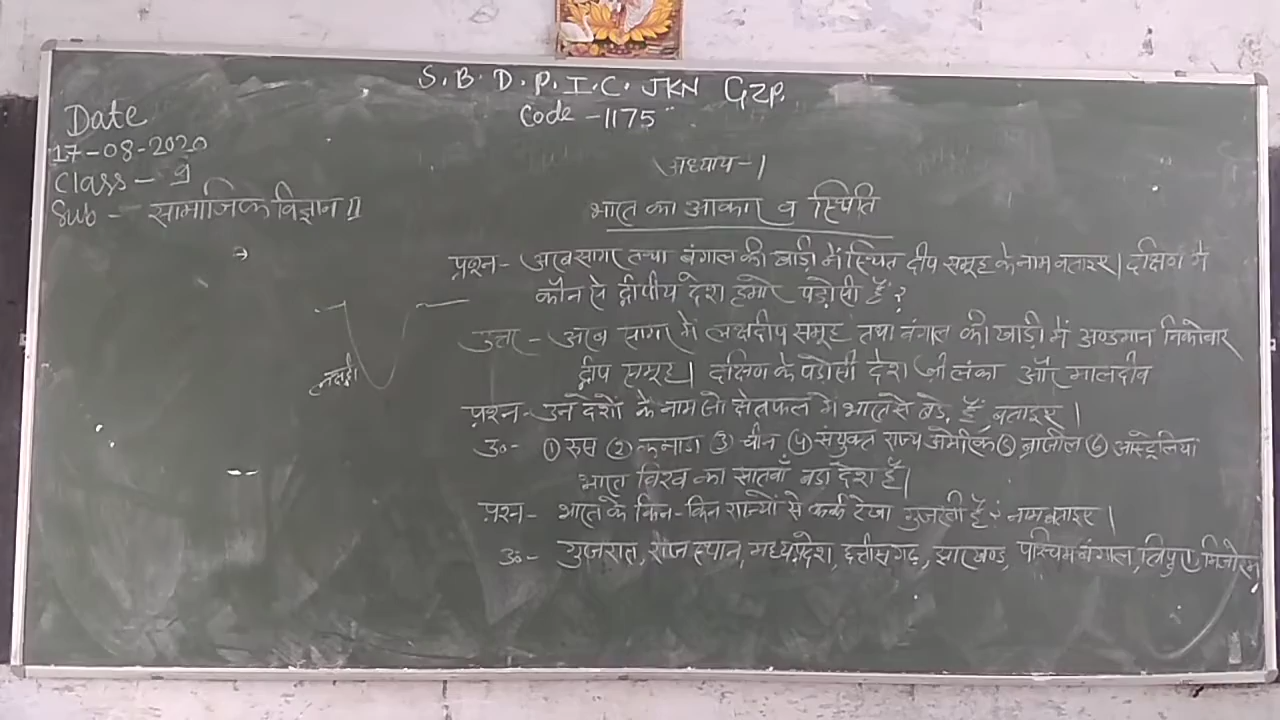 S.B.D.P.I.C. JKN GZP.
Code - 1175
Date
17-08-2020
Class - 9
Sub - सामाजिक विज्ञान II
अध्याय-1
भारत का आकार व स्थिति
प्रश्न- अरब सागर तथा बंगाल की खाड़ी में स्थित द्वीप समूह के नाम बताइए। दक्षिण में
कौन से द्वीपीय देश हमारे पड़ोसी हैं?
उत्तर - अरब सागर में लक्षद्वीप समूह तथा बंगाल की खाड़ी में अण्डमान निकोबार
द्वीप समूह। दक्षिण के पड़ोसी देश श्री लंका और मालदीव
प्रश्न- उन देशों के नाम जो क्षेत्रफल में भारत से बड़े हैं, बताइए।
उ०- ① रूस ② कनाडा ③ चीन ④ संयुक्त राज्य अमेरिका ⑤ ब्राजील ⑥ आस्ट्रेलिया
भारत विश्व का सातवाँ बड़ा देश है।
प्रश्न- भारत के किन-किन राज्यों से कर्क रेखा गुजरती है? नाम बताइए।
उ०- गुजरात, राजस्थान, मध्यप्रदेश, छत्तीसगढ़, झारखण्ड, पश्चिम बंगाल, त्रिपुरा, मिजोरम